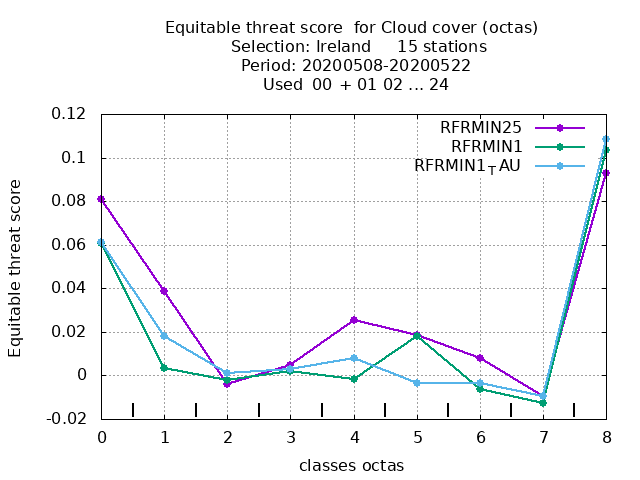 Equitable threat score  for Cloud cover (octas)
Selection: Ireland     15 stations
Period: 20200508-20200522
Used  00  + 01 02 ... 24
RFRMIN25
RFRMIN1
RFRMIN1_TAU
Equitable threat score
0.12
0.1
0.08
0.06
0.04
0.02
0
-0.02
0 1 2 3 4 5 6 7 8
classes octas